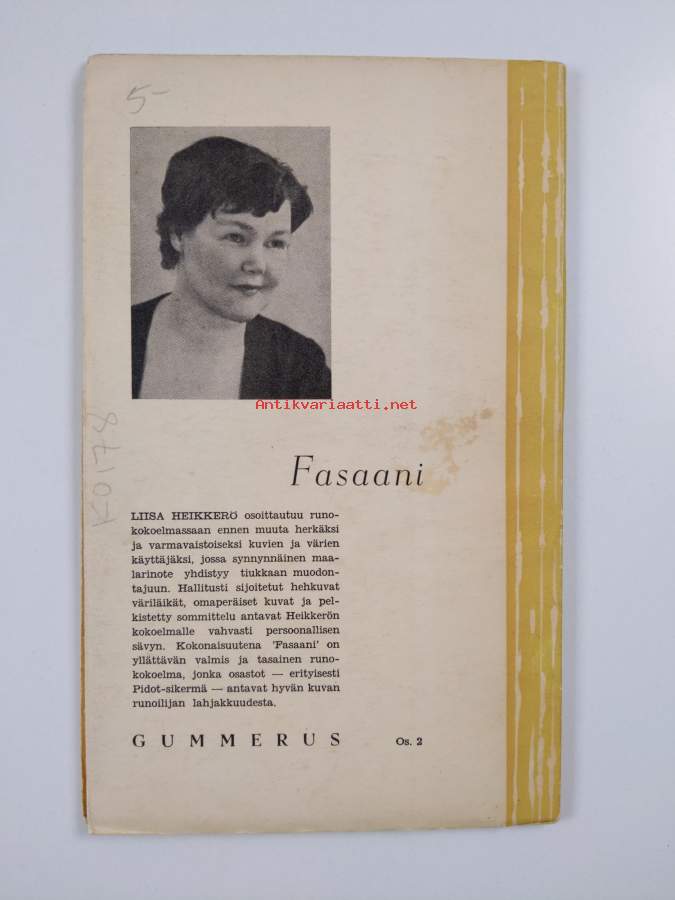 5-
Antikvariaatti.net
K0178
Fasaani
LIISA HEIKKERÖ osoittautuu runo-
kokoelmassaan ennen muuta herkäksi
ja varmavaistoiseksi kuvien ja värien
käyttäjäksi, jossa synnynnäinen maa-
larinote yhdistyy tiukkaan muodon-
tajuun. Hallitusti sijoitetut hehkuvat
väriläikät, omaperäiset kuvat ja pel-
kistetty sommittelu antavat Heikkerön
kokoelmalle vahvasti persoonallisen
sävyn. Kokonaisuutena 'Fasaani' on
yllättävän valmis ja tasainen runo-
kokoelma, jonka osastot — erityisesti
Pidot-sikermä — antavat hyvän kuvan
runoilijan lahjakkuudesta.
GUMMERUS Os. 2